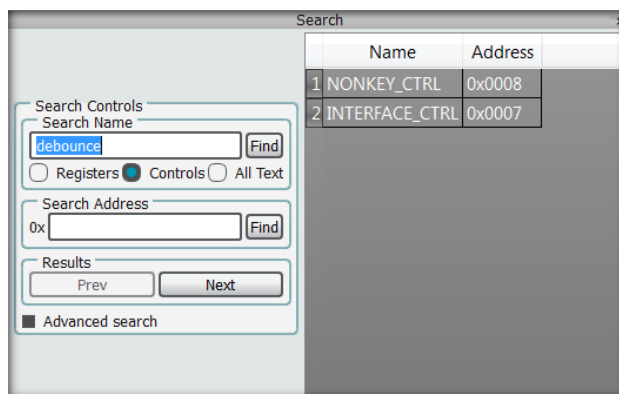 Search
Search Controls
Search Name
debounce Find
Registers Controls All Text
Search Address
0x Find
Results
Prev Next
Advanced search
Name Address
1 NONKEY_CTRL 0x0008
2 INTERFACE_CTRL 0x0007